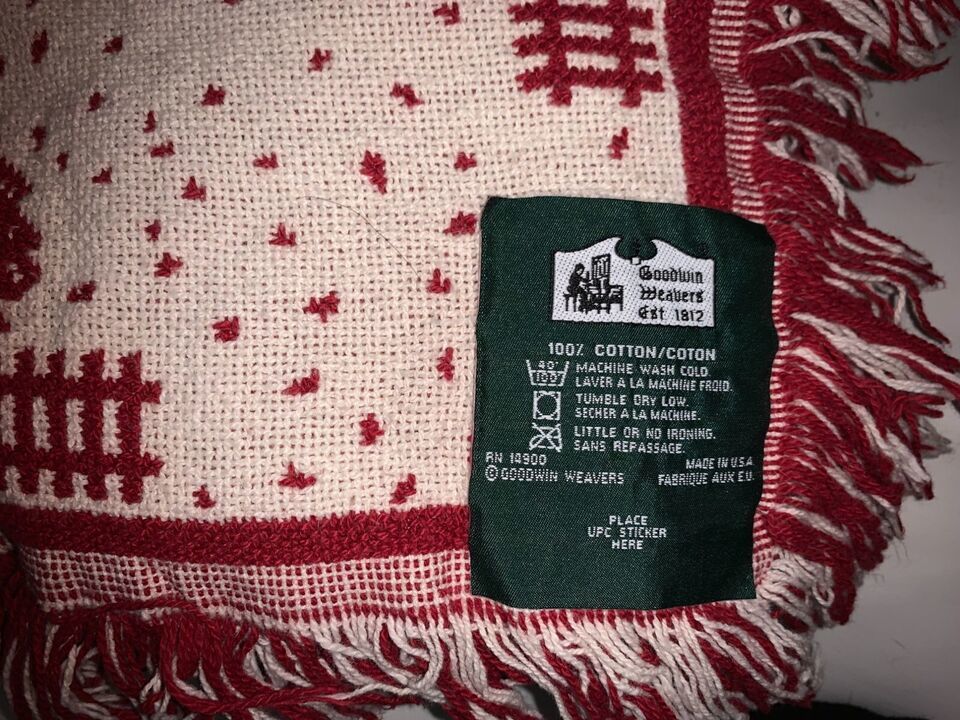 Goodwin
Weavers
Est 1812
100% COTTON/COTON
40°
100°
MACHINE WASH COLD.
LAVER A LA MACHINE FROID.
TUMBLE DRY LOW.
SECHER A LA MACHINE.
LITTLE OR NO IRONING.
SANS REPASSAGE.
RN 14900 MADE IN U.S.A.
© GOODWIN WEAVERS FABRIQUE AUX E.U.
PLACE
UPC STICKER
HERE